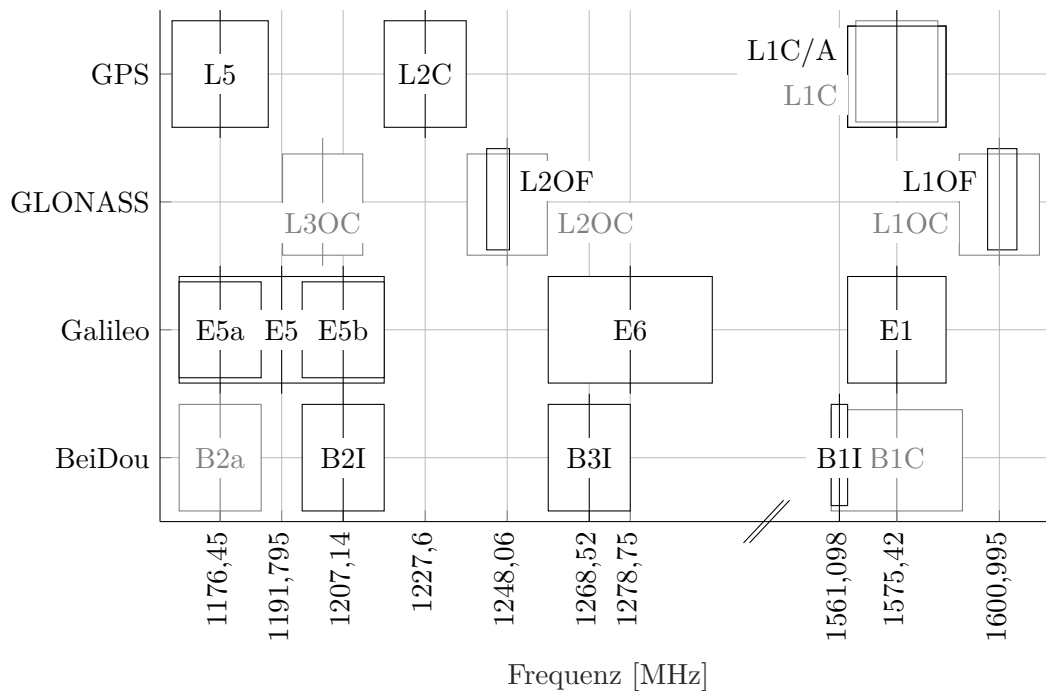 GPS
L5
L2C
L1C/A
L1C
GLONASS
L3OC
L2OF
L2OC
L1OF
L1OC
Galileo
E5a
E5
E5b
E6
E1
BeiDou
B2a
B2I
B3I
B1I
B1C
1176,45
1191,795
1207,14
1227,6
1248,06
1268,52
1278,75
1561,098
1575,42
1600,995
Frequenz [MHz]